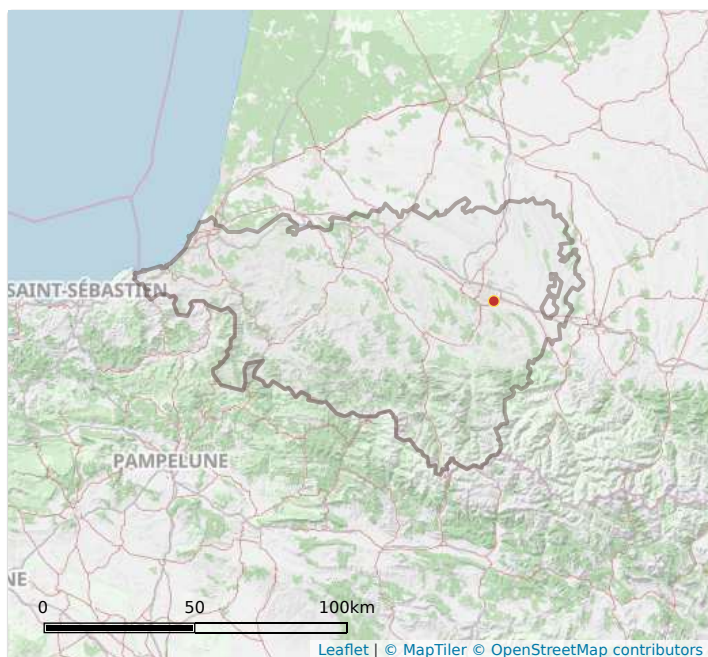 SAINT-SÉBASTIEN
PAMPELUNE
NE
0 50 100km
Leaflet | © MapTiler © OpenStreetMap contributors